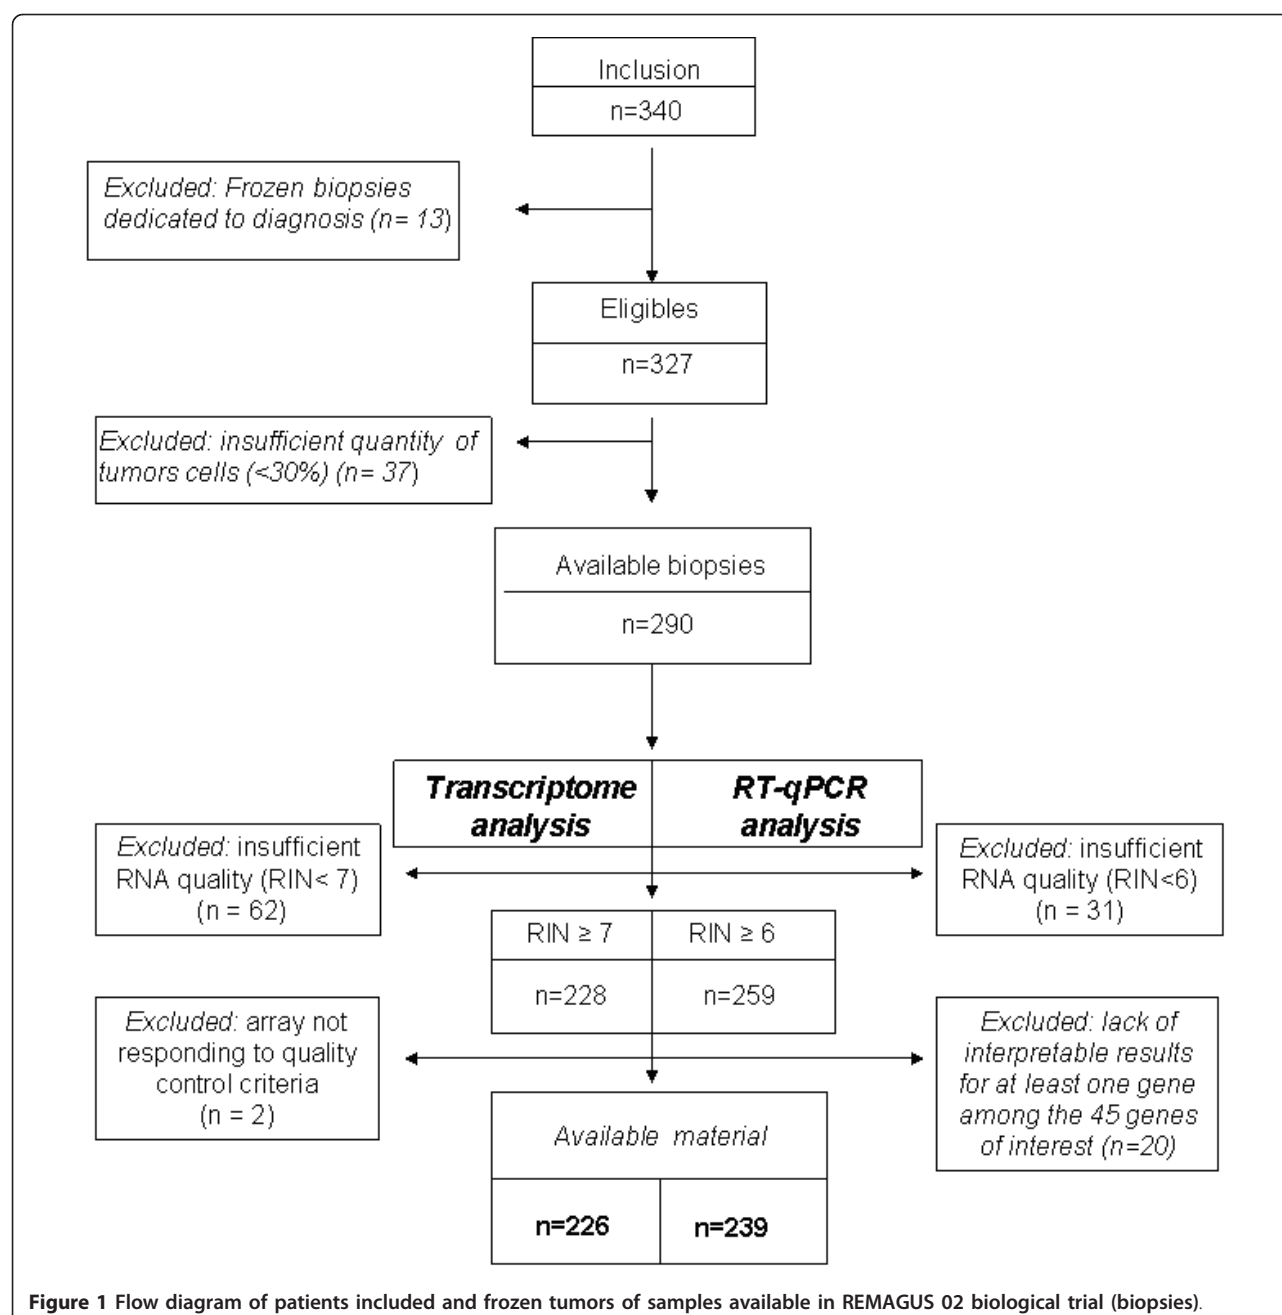 Inclusion
n=340
Excluded: Frozen biopsies
dedicated to diagnosis (n= 13)
Eligibles
n=327
Excluded: insufficient quantity of
tumors cells (<30%) (n= 37)
Available biopsies
n=290
Transcriptome
analysis
RT-qPCR
analysis
Excluded: insufficient
RNA quality (RIN< 7)
(n = 62)
Excluded: insufficient
RNA quality (RIN<6)
(n = 31)
RIN ≥ 7
RIN ≥ 6
n=228
n=259
Excluded: array not
responding to quality
control criteria
(n = 2)
Excluded: lack of
interpretable results
for at least one gene
among the 45 genes
of interest (n=20)
Available material
n=226
n=239
Figure 1 Flow diagram of patients included and frozen tumors of samples available in REMAGUS 02 biological trial (biopsies).